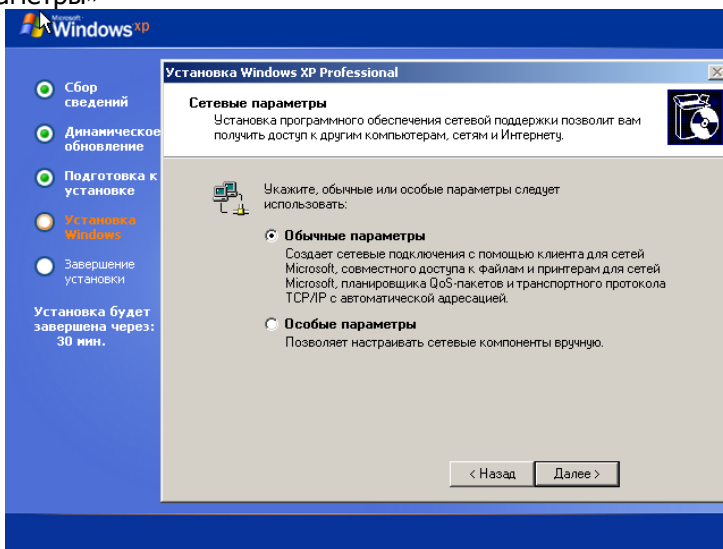 аметры»
Microsoft
Windows xp
Установка Windows XP Professional
Сетевые параметры
Установка программного обеспечения сетевой поддержки позволит вам
получить доступ к другим компьютерам, сетям и Интернету.
Сбор
сведений
Динамическое
обновление
Подготовка к
установке
Установка
Windows
Завершение
установки
Установка будет
завершена через:
30 мин.
Укажите, обычные или особые параметры следует
использовать:
Обычные параметры
Создает сетевые подключения с помощью клиента для сетей
Microsoft, совместного доступа к файлам и принтерам для сетей
Microsoft, планировщика QoS-пакетов и транспортного протокола
TCP/IP с автоматической адресацией.
Особые параметры
Позволяет настраивать сетевые компоненты вручную.
< Назад
Далее >